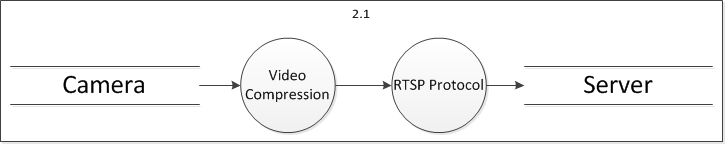 2.1
Camera
Video
Compression
RTSP Protocol
Server